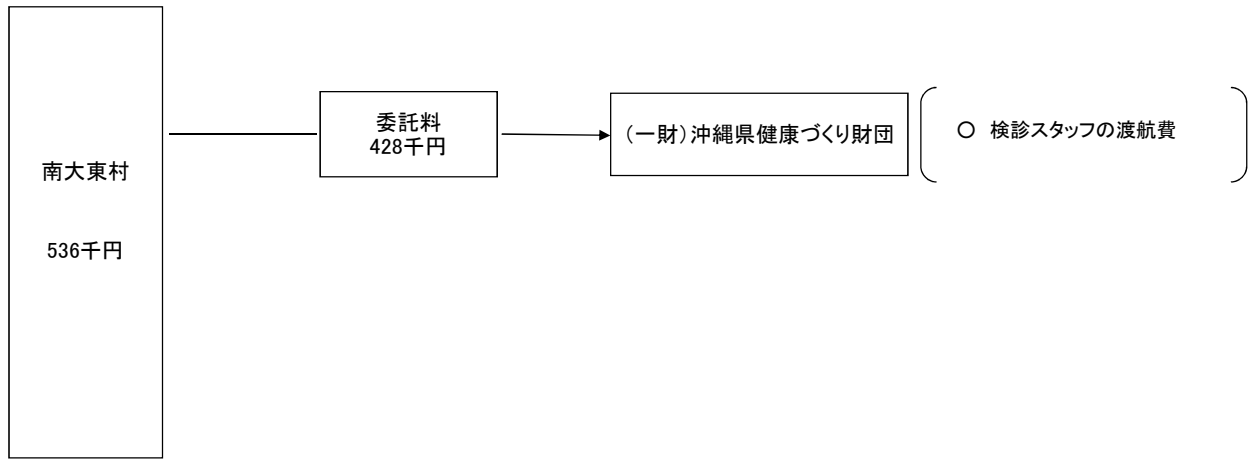 南大東村
536千円
委託料
428千円
（一財）沖縄県健康づくり財団
○ 検診スタッフの渡航費